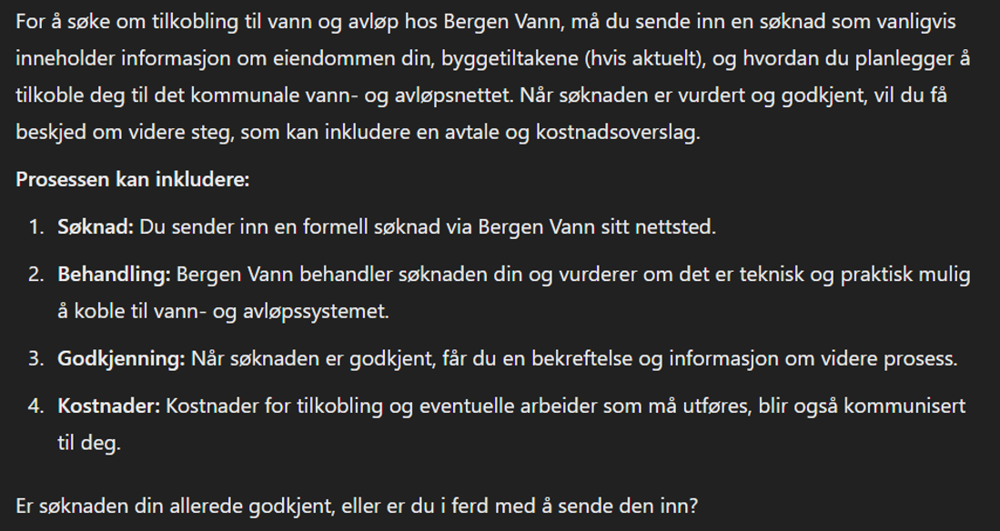 For å søke om tilkobling til vann og avløp hos Bergen Vann, må du sende inn en søknad som vanligvis
inneholder informasjon om eiendommen din, byggetiltakene (hvis aktuelt), og hvordan du planlegger å
tilkoble deg til det kommunale vann- og avløpsnettet. Når søknaden er vurdert og godkjent, vil du få
beskjed om videre steg, som kan inkludere en avtale og kostnadsoverslag.
Prosessen kan inkludere:
1. Søknad: Du sender inn en formell søknad via Bergen Vann sitt nettsted.
2. Behandling: Bergen Vann behandler søknaden din og vurderer om det er teknisk og praktisk mulig
å koble til vann- og avløpssystemet.
3. Godkjenning: Når søknaden er godkjent, får du en bekreftelse og informasjon om videre prosess.
4. Kostnader: Kostnader for tilkobling og eventuelle arbeider som må utføres, blir også kommunisert
til deg.
Er søknaden din allerede godkjent, eller er du i ferd med å sende den inn?